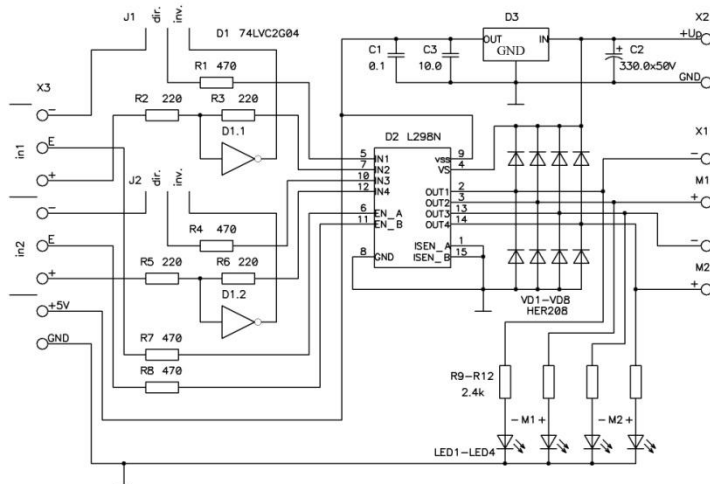 J1
dir.
inv.
D1 74LVC2G04
D3
X2
OUT
IN
GND
+Up
C1
0.1
C3
10.0
+
C2
330.0x50V
GND
R1 470
X3
−
R2 220
R3 220
D1.1
in1
E
+
D2 L298N
X1
−
M1
+
−
M2
+
5
7
10
12
6
11
8
IN1
IN2
IN3
IN4
EN_A
EN_B
GND
vss
VS
OUT1
OUT2
OUT3
OUT4
ISEN_A
ISEN_B
9
4
2
3
13
14
1
15
J2
dir.
inv.
−
in2
E
+
R4
470
R5 220
R6 220
D1.2
+5V
GND
R7 470
R8 470
VD1-VD8
HER208
R9-R12
2.4k
-M1+
-M2+
LED1-LED4